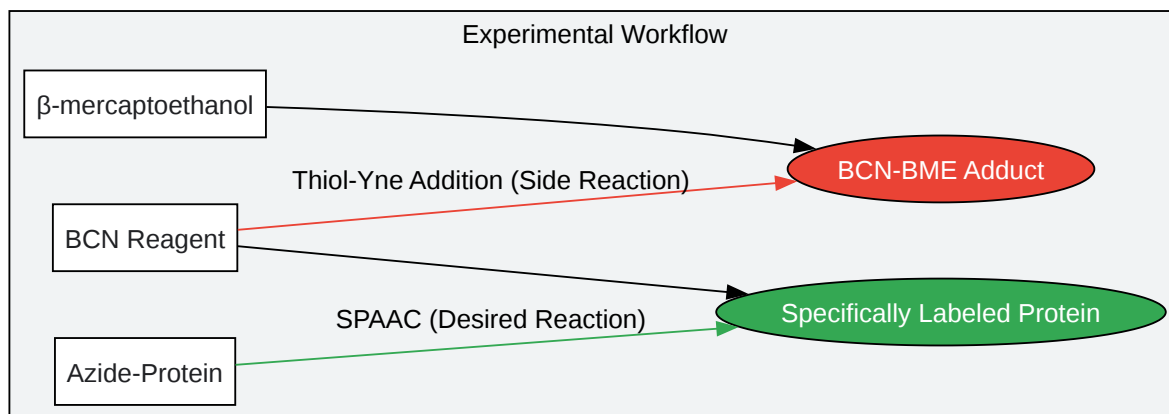 Experimental Workflow
β-mercaptoethanol
BCN-BME Adduct
Thiol-Yne Addition (Side Reaction)
BCN Reagent
Specifically Labeled Protein
SPAAC (Desired Reaction)
Azide-Protein